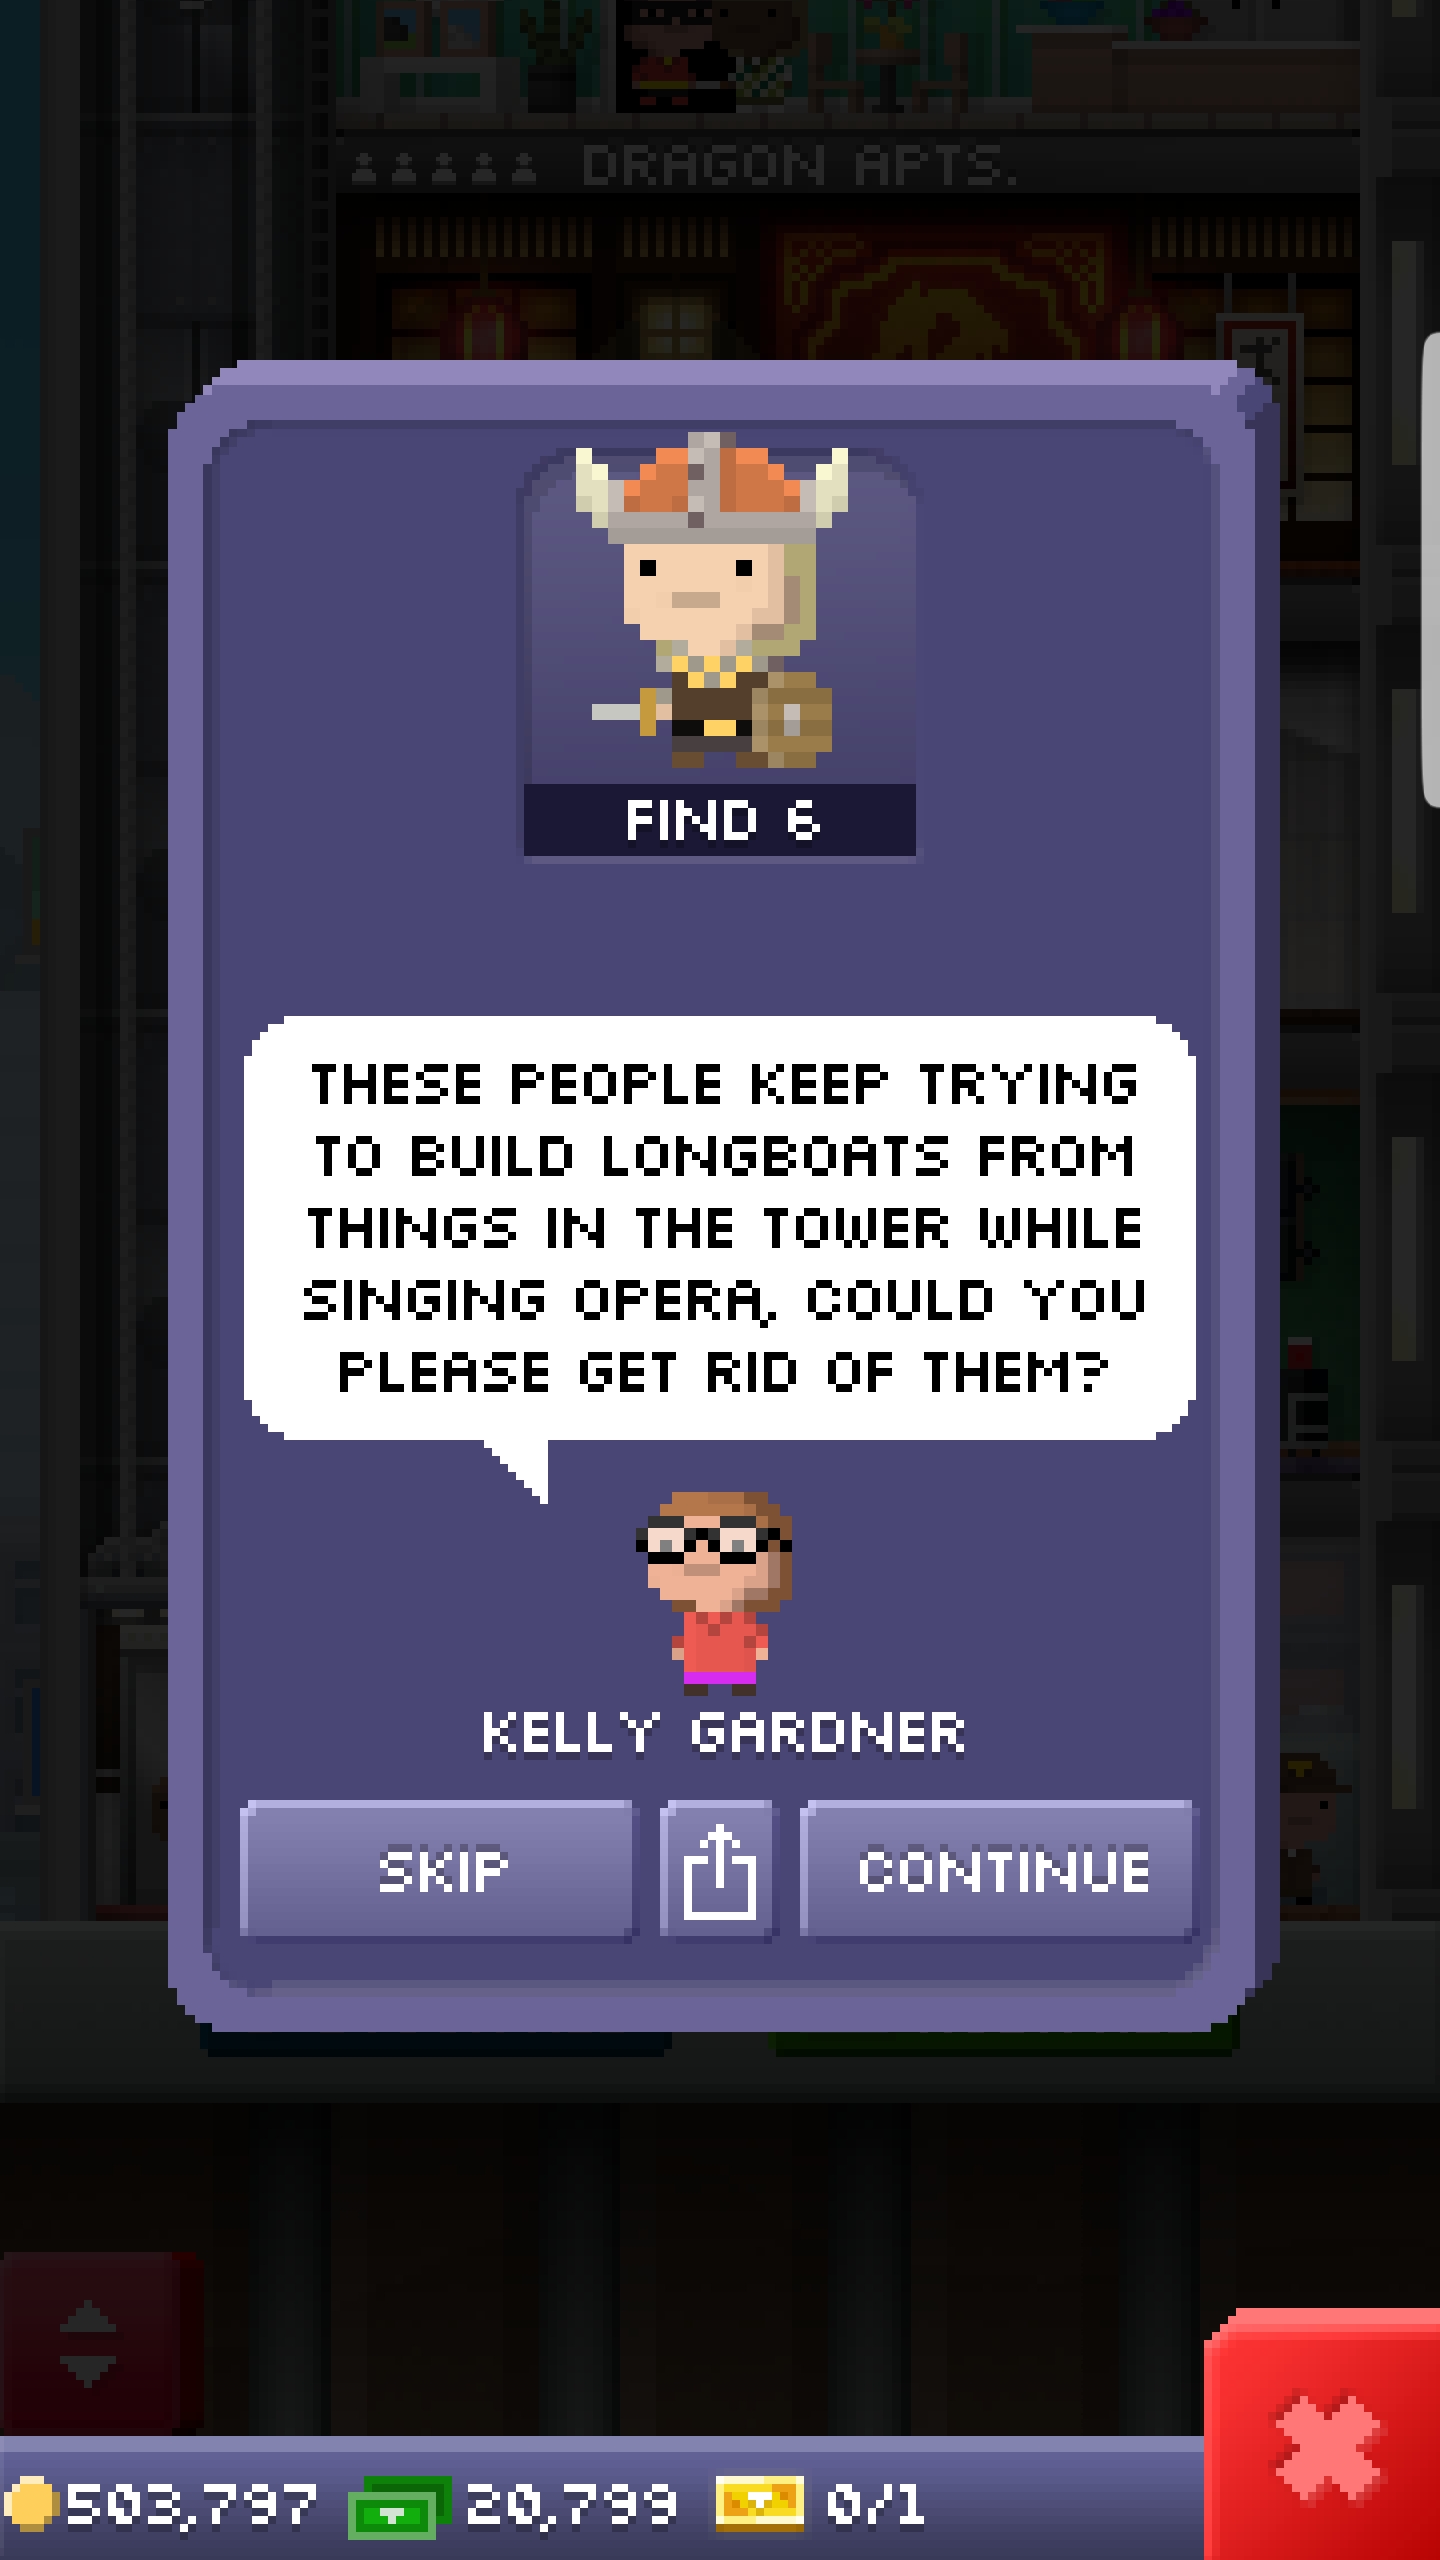 DRAGON APTS.
FIND 6
THESE PEOPLE KEEP TRYING
TO BUILD LONGBOATS FROM
THINGS IN THE TOWER WHILE
SINGING OPERA, COULD YOU
PLEASE GET RID OF THEM?
KELLY GARDNER
SKIP
CONTINUE
503,797
20,799
0/1